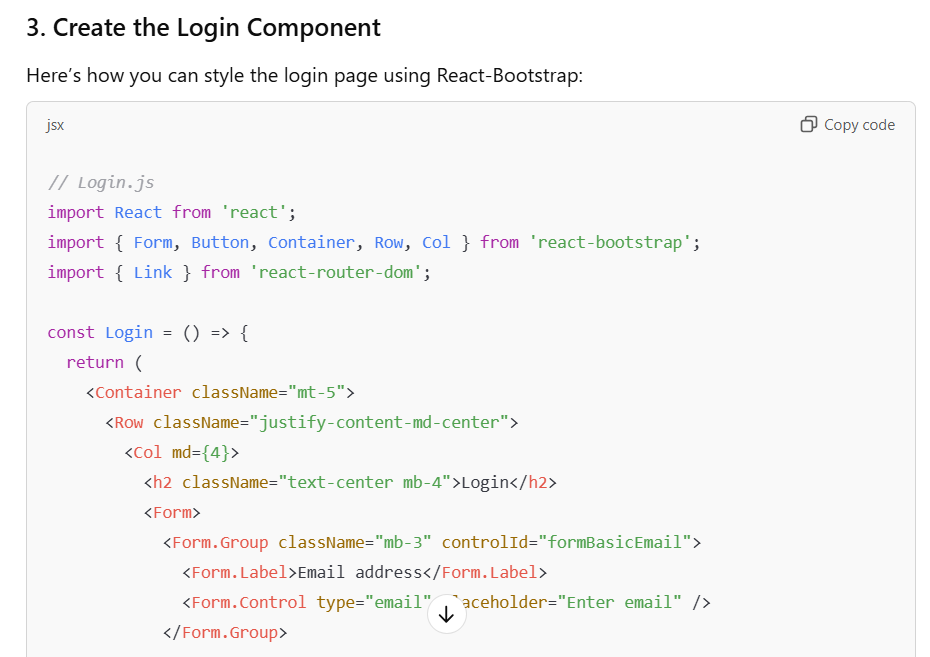 3. Create the Login Component
Here’s how you can style the login page using React-Bootstrap:
jsx
Copy code
// Login.js
import React from 'react';
import { Form, Button, Container, Row, Col } from 'react-bootstrap';
import { Link } from 'react-router-dom';
const Login = () => {
return (
<Container className="mt-5">
<Row className="justify-content-md-center">
<Col md={4}>
<h2 className="text-center mb-4">Login</h2>
<Form>
<Form.Group className="mb-3" controlId="formBasicEmail">
<Form.Label>Email address</Form.Label>
<Form.Control type="email" laceholder="Enter email" />
</Form.Group>